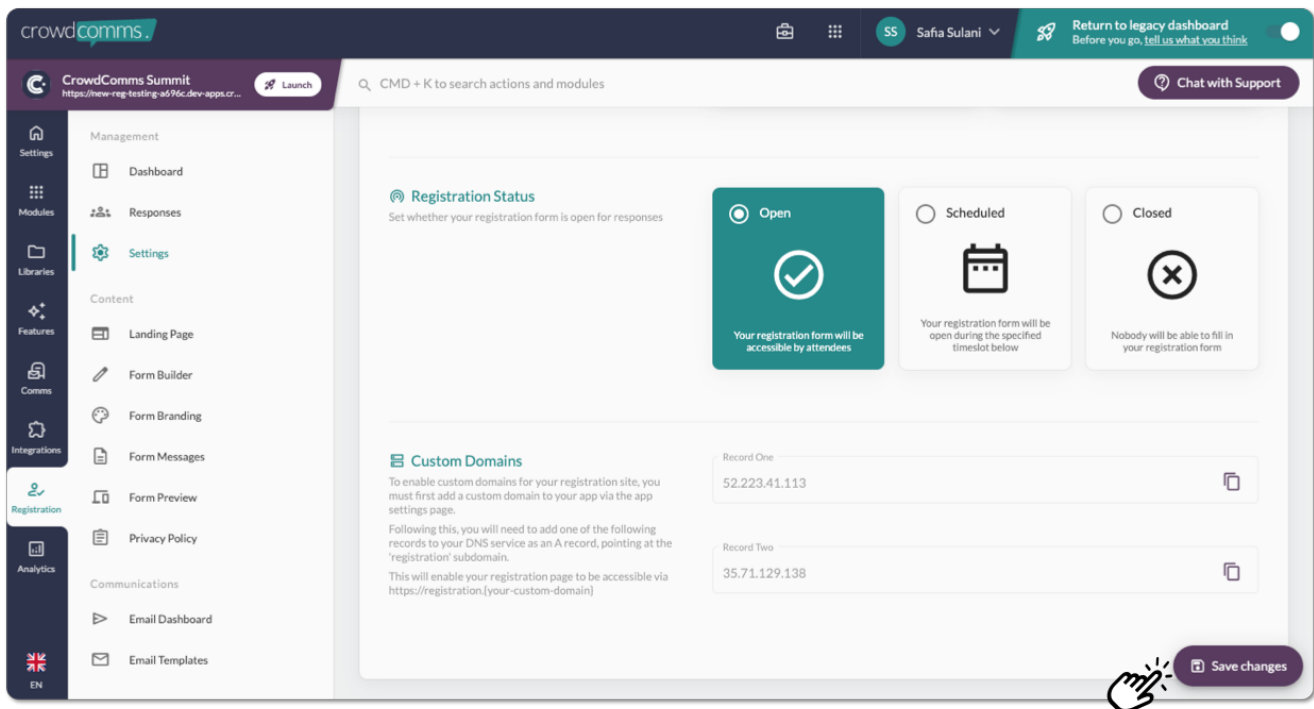 crowdcomms.
SS
Safia Sulani
Return to legacy dashboard
Before you go, tell us what you think
C
CrowdComms Summit
https://new-reg-testing-a696c.dev-apps.cr...
Launch
CMD + K to search actions and modules
Chat with Support
Settings
Modules
Libraries
Features
Comms
Integrations
Registration
Analytics
EN
Management
Dashboard
Responses
Settings
Content
Landing Page
Form Builder
Form Branding
Form Messages
Form Preview
Privacy Policy
Communications
Email Dashboard
Email Templates
Registration Status
Set whether your registration form is open for responses
Open
Your registration form will be
accessible by attendees
Scheduled
Your registration form will be
open during the specified
timeslot below
Closed
Nobody will be able to fill in
your registration form
Custom Domains
To enable custom domains for your registration site, you
must first add a custom domain to your app via the app
settings page.
Following this, you will need to add one of the following
records to your DNS service as an A record, pointing at the
'registration' subdomain.
This will enable your registration page to be accessible via
https://registration.{your-custom-domain}
Record One
52.223.41.113
Record Two
35.71.129.138
Save changes